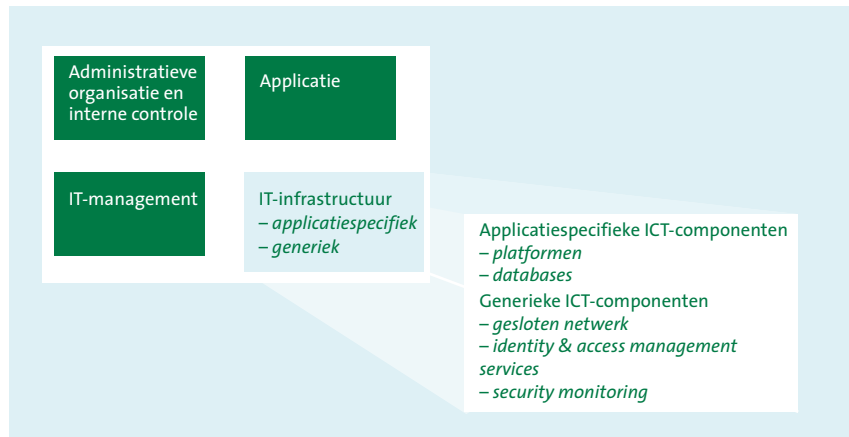 Administratieve
organisatie en
interne controle
Applicatie
IT-management
IT-infrastructuur
– applicatiespecifiek
– generiek
Applicatiespecifieke ICT-componenten
– platformen
– databases
Generieke ICT-componenten
– gesloten netwerk
– identity & access management
services
– security monitoring